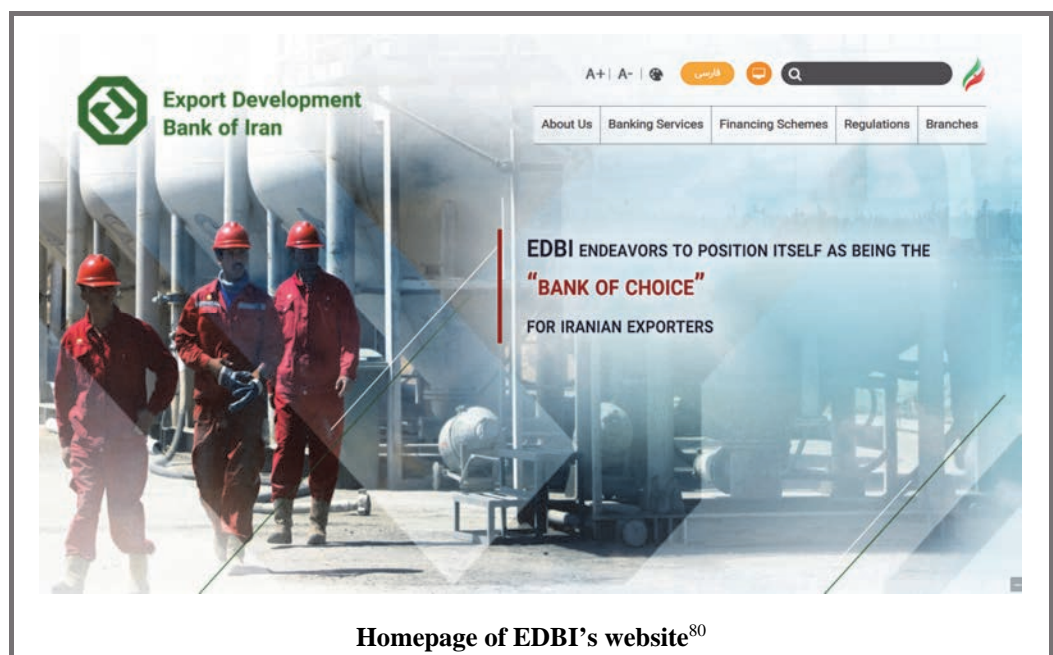 Export Development
Bank of Iran
A+ | A- |
فارسی
About Us | Banking Services | Financing Schemes | Regulations | Branches
EDBI ENDEAVORS TO POSITION ITSELF AS BEING THE
“BANK OF CHOICE”
FOR IRANIAN EXPORTERS
Homepage of EDBI’s website80